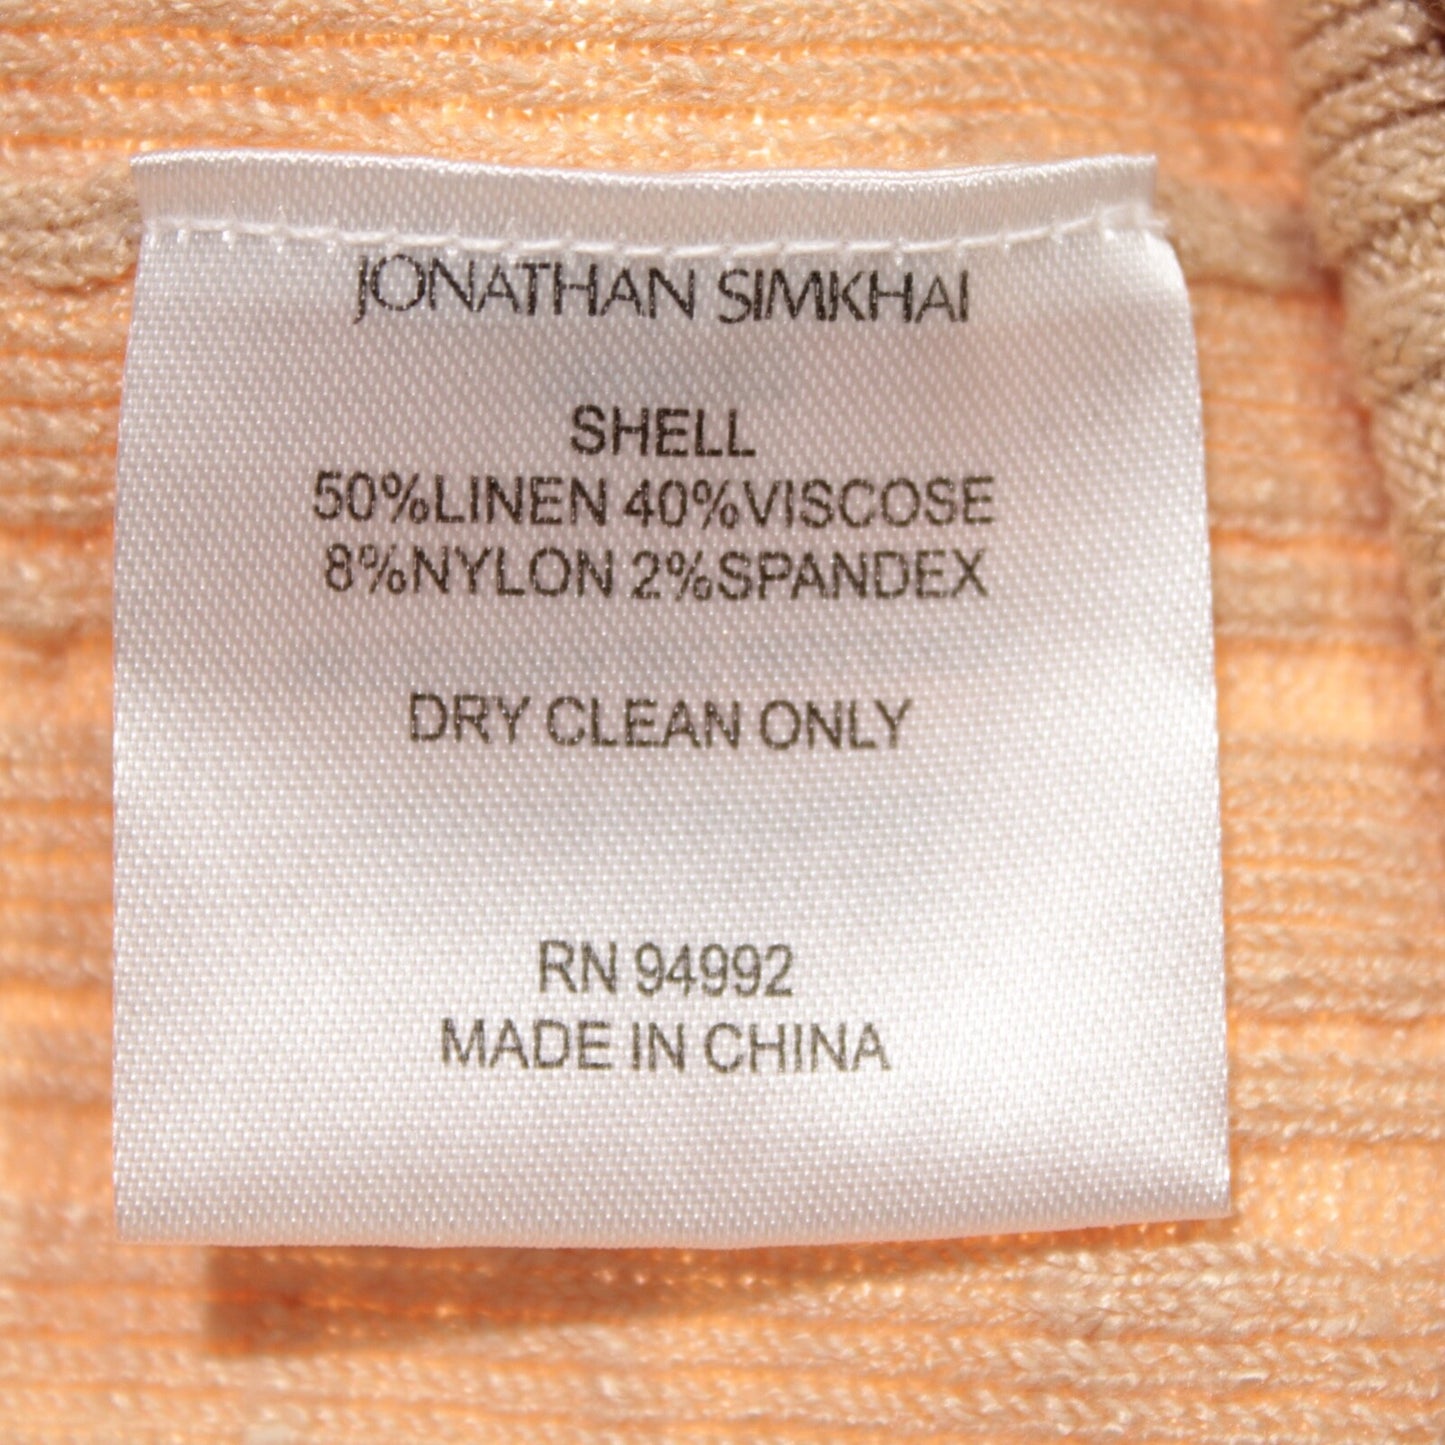 JONATHAN SIMKHAI
SHELL
50%LINEN 40%VISCOSE
8%NYLON 2%SPANDEX
DRY CLEAN ONLY
RN 94992
MADE IN CHINA